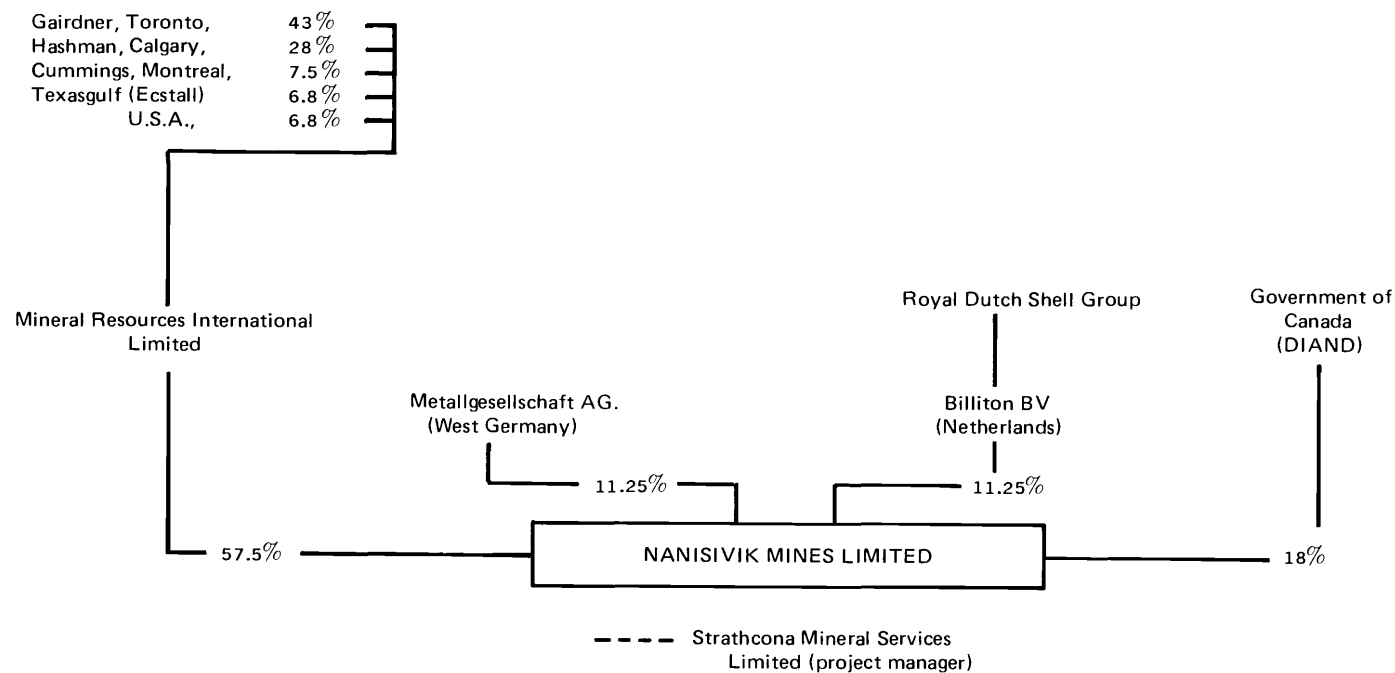 Gairdner, Toronto, 43%
Hashman, Calgary, 28%
Cummings, Montreal, 7.5%
Texasgulf (Ecstall) 6.8%
U.S.A., 6.8%
Mineral Resources International
Limited
Royal Dutch Shell Group
Government of
Canada
(DIAND)
Metallgesellschaft AG.
(West Germany)
Billiton BV
(Netherlands)
11.25%
11.25%
57.5%
NANISIVIK MINES LIMITED
18%
Strathcona Mineral Services
Limited (project manager)